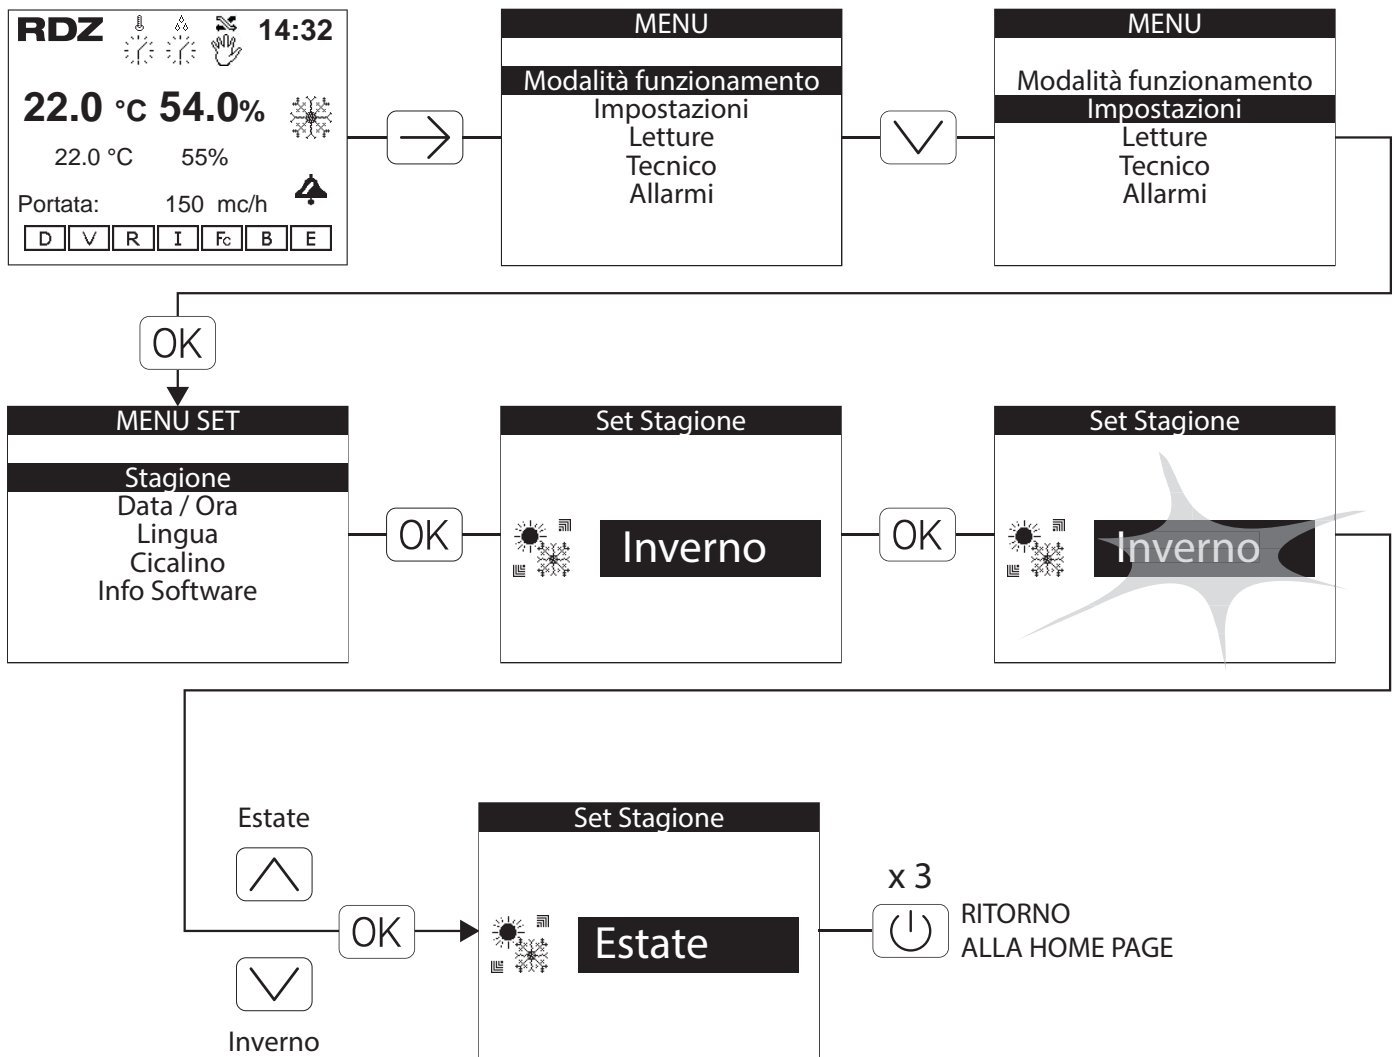 RDZ 14:32
22.0 °C 54.0%
22.0 °C 55%
Portata: 150 mc/h
D V R I Fc B E
MENU
Modalità funzionamento
Impostazioni
Letture
Tecnico
Allarmi
MENU
Modalità funzionamento
Impostazioni
Letture
Tecnico
Allarmi
OK
MENU SET
Stagione
Data / Ora
Lingua
Cicalino
Info Software
OK
Set Stagione
Inverno
OK
Set Stagione
Inverno
Estate
OK
Inverno
Set Stagione
Estate
x 3
RITORNO
ALLA HOME PAGE